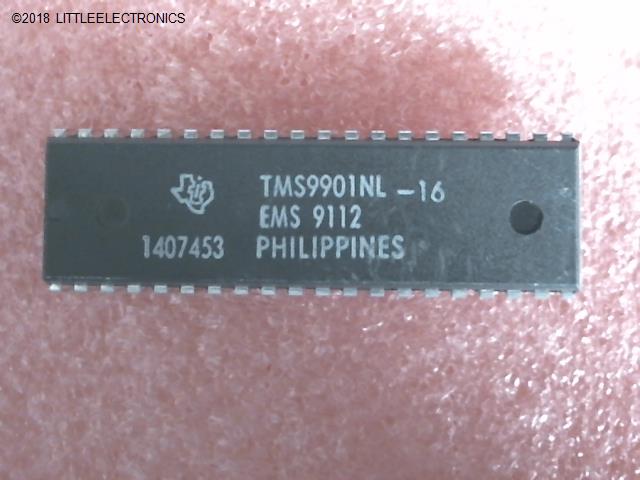 ©2018 LITTLEELECTRONICS
TMS9901NL -16
EMS 9112
1407453 PHILIPPINES